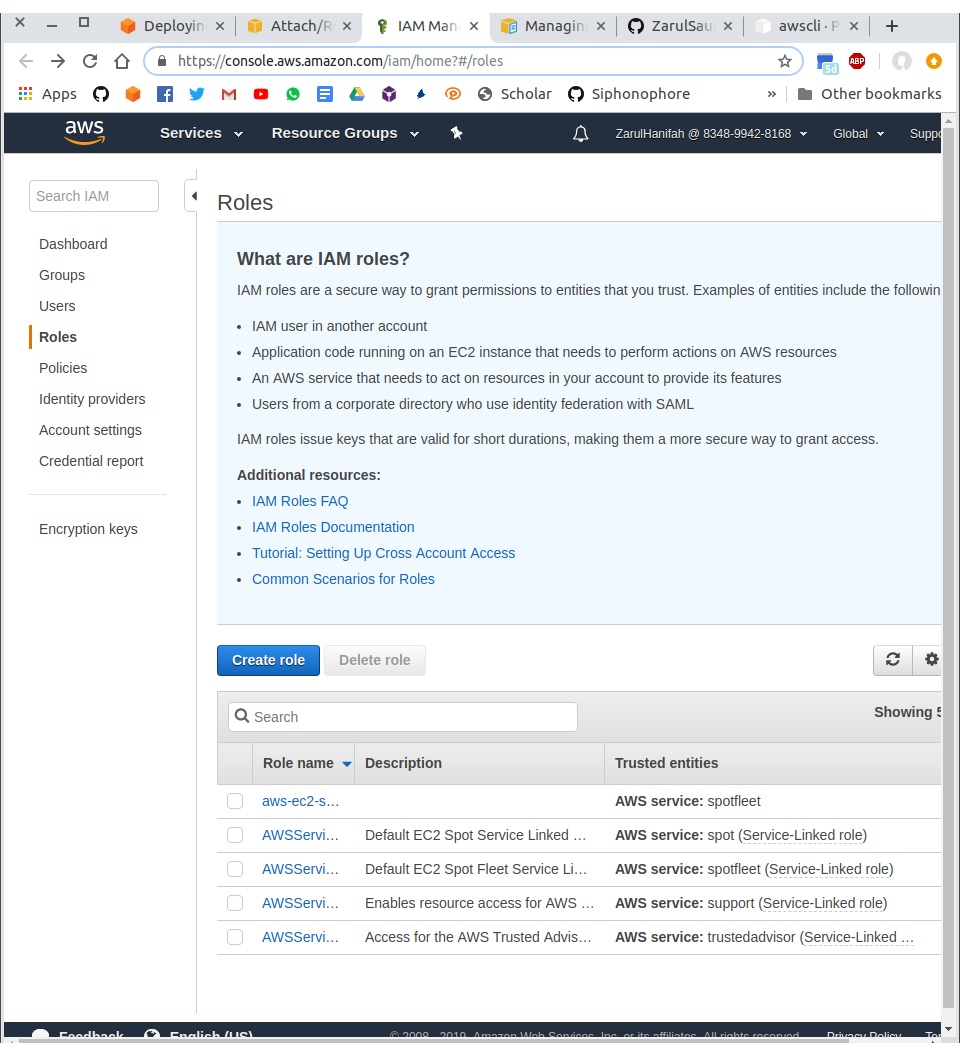 Deployin
Attach/R
IAM Man
Managin
ZarulSau
awscli · P
https://console.aws.amazon.com/iam/home?#/roles
Sd
ABP
Apps
Scholar
Siphonophore
»
Other bookmarks
aws
Services
Resource Groups
ZarulHanifah @ 8348-9942-8168
Global
Suppo
Search IAM
Dashboard
Groups
Users
Roles
Policies
Identity providers
Account settings
Credential report
Encryption keys
Roles
What are IAM roles?
IAM roles are a secure way to grant permissions to entities that you trust. Examples of entities include the followin
• IAM user in another account
• Application code running on an EC2 instance that needs to perform actions on AWS resources
• An AWS service that needs to act on resources in your account to provide its features
• Users from a corporate directory who use identity federation with SAML
IAM roles issue keys that are valid for short durations, making them a more secure way to grant access.
Additional resources:
• IAM Roles FAQ
• IAM Roles Documentation
• Tutorial: Setting Up Cross Account Access
• Common Scenarios for Roles
Create role
Delete role
Search
Showing 5
Role name Description Trusted entities
aws-ec2-s… AWS service: spotfleet
AWSServi… Default EC2 Spot Service Linked … AWS service: spot (Service-Linked role)
AWSServi… Default EC2 Spot Fleet Service Li… AWS service: spotfleet (Service-Linked role)
AWSServi… Enables resource access for AWS … AWS service: support (Service-Linked role)
AWSServi… Access for the AWS Trusted Advis… AWS service: trustedadvisor (Service-Linked …
Feedback English (US) © 2008 - 2019, Amazon Web Services, Inc. or its affiliates. All rights reserved. Privacy Policy Ter